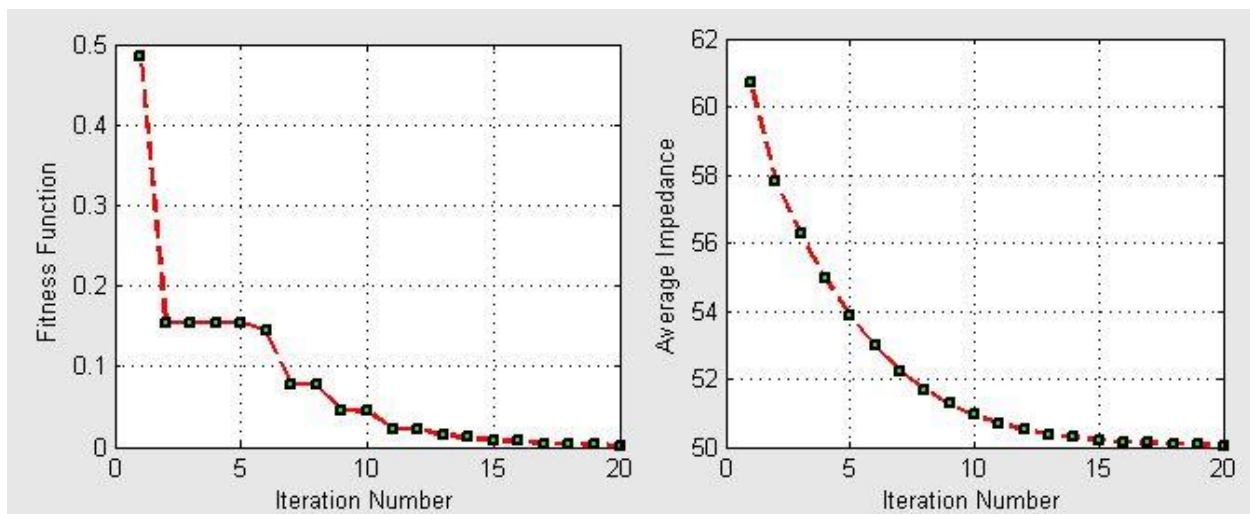 0.5
0.4
0.3
0.2
0.1
0
Fitness Function
0 5 10 15 20
Iteration Number
62
60
58
56
54
52
50
Average Impedance
0 5 10 15 20
Iteration Number